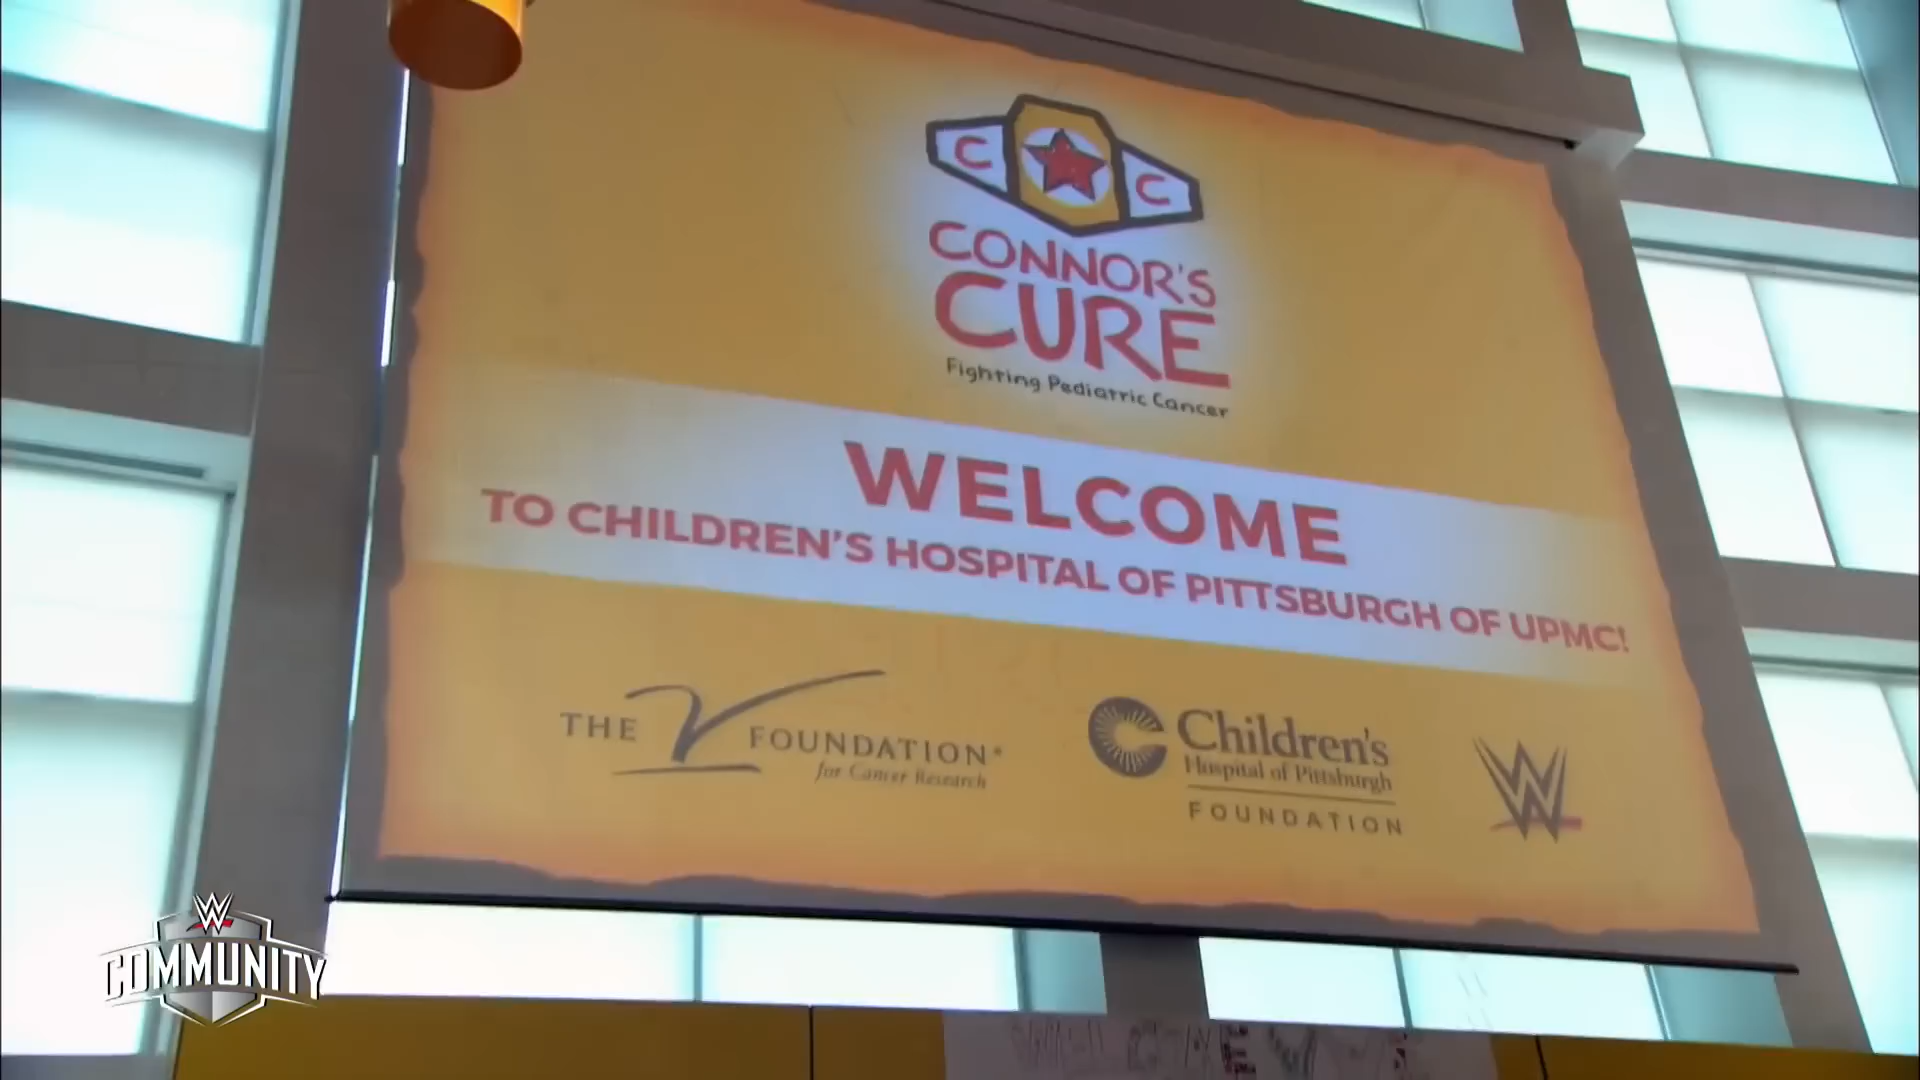 C
C
CONNOR'S
CURE
Fighting Pediatric Cancer
WELCOME
TO CHILDREN'S HOSPITAL OF PITTSBURGH OF UPMC!
THE V FOUNDATION®
for Cancer Research
Children's
Hospital of Pittsburgh
FOUNDATION
W
W
COMMUNITY
WELCOME